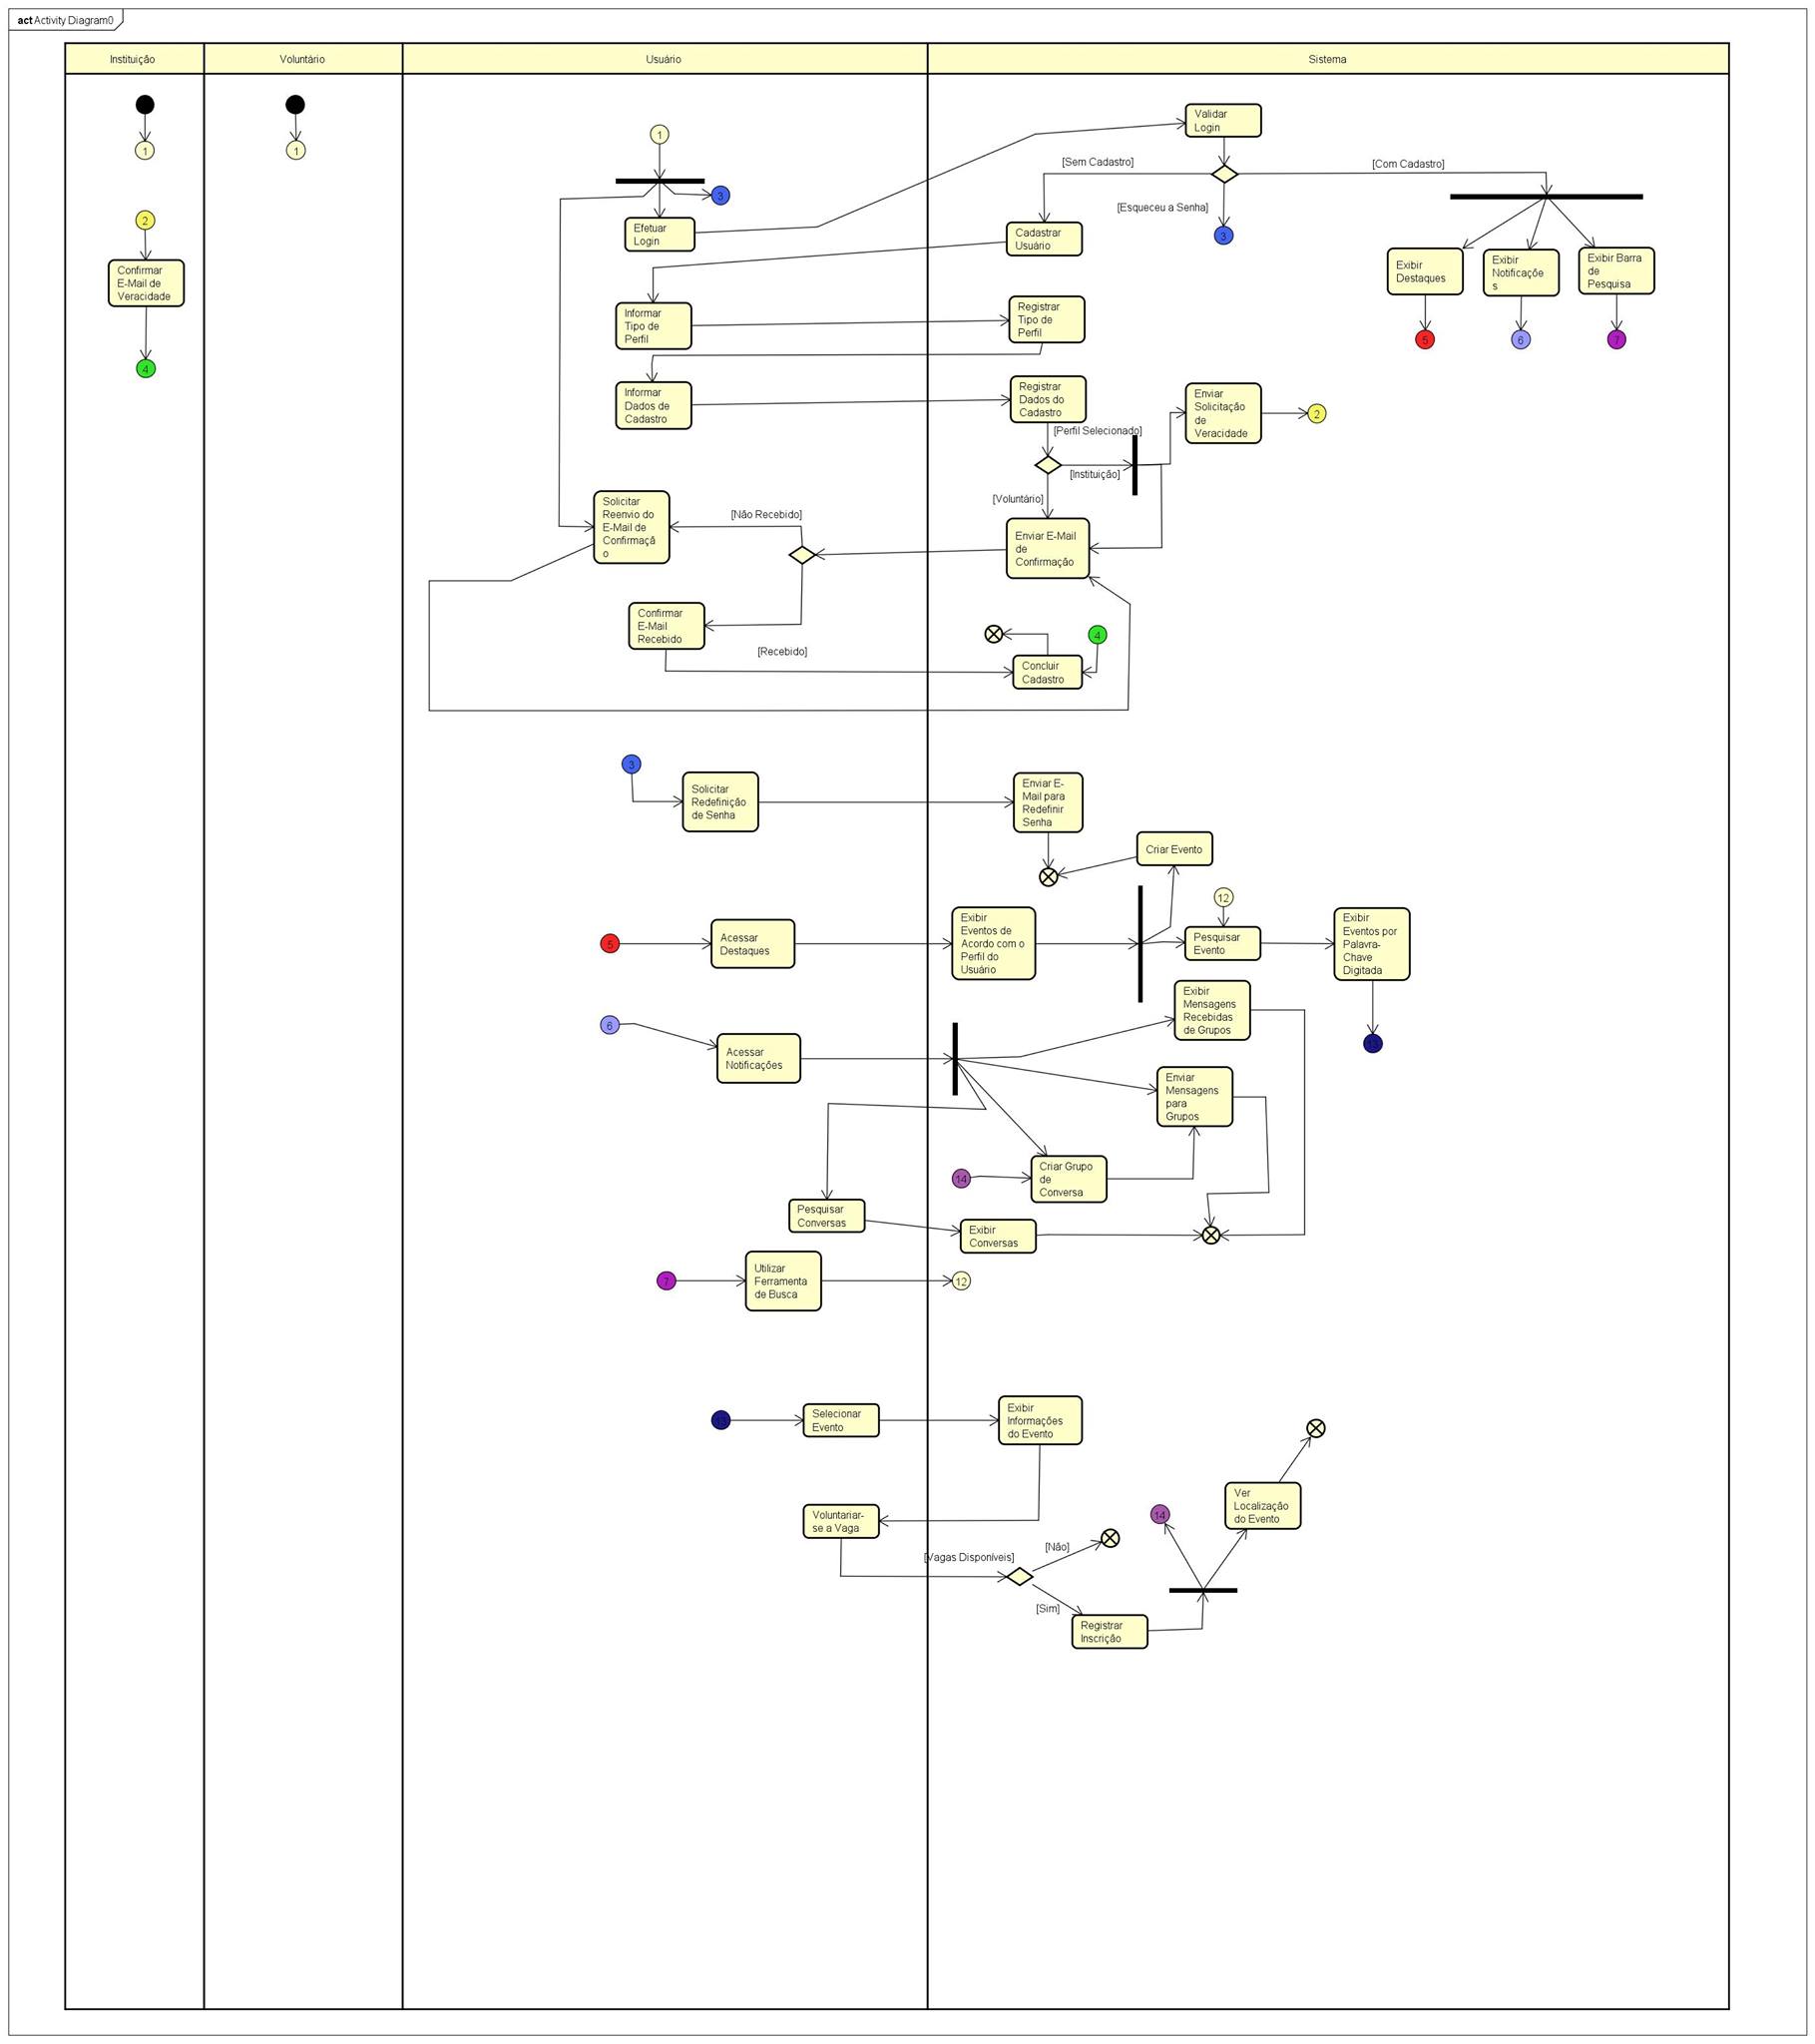 act Activity Diagram0
Instituição
Voluntário
Usuário
Sistema
1
1
1
Validar
Login
[Sem Cadastro]
[Com Cadastro]
3
[Esqueceu a Senha]
2
Efetuar
Login
Cadastrar
Usuário
3
Exibir
Destaques
Exibir
Notificaçõe
s
Exibir Barra
de
Pesquisa
Confirmar
E-Mail de
Veracidade
Informar
Tipo de
Perfil
Registrar
Tipo de
Perfil
5
6
7
4
Informar
Dados de
Cadastro
Registrar
Dados do
Cadastro
Enviar
Solicitação
de
Veracidade
2
[Perfil Selecionado]
[Instituição]
[Voluntário]
Solicitar
Reenvio do
E-Mail de
Confirmaçã
o
[Não Recebido]
Enviar E-Mail
de
Confirmação
Confirmar
E-Mail
Recebido
[Recebido]
4
Concluir
Cadastro
3
Solicitar
Redefinição
de Senha
Enviar E-
Mail para
Redefinir
Senha
Criar Evento
12
5
Acessar
Destaques
Exibir
Eventos de
Acordo com o
Perfil do
Usuário
Pesquisar
Evento
Exibir
Eventos por
Palavra-
Chave
Digitada
6
Acessar
Notificações
Exibir
Mensagens
Recebidas
de Grupos
13
Enviar
Mensagens
para
Grupos
14
Criar Grupo
de
Conversa
Pesquisar
Conversas
Exibir
Conversas
7
Utilizar
Ferramenta
de Busca
12
13
Selecionar
Evento
Exibir
Informações
do Evento
Voluntariar-
se a Vaga
[Vagas Disponíveis]
[Não]
[Sim]
14
Ver
Localização
do Evento
Registrar
Inscrição